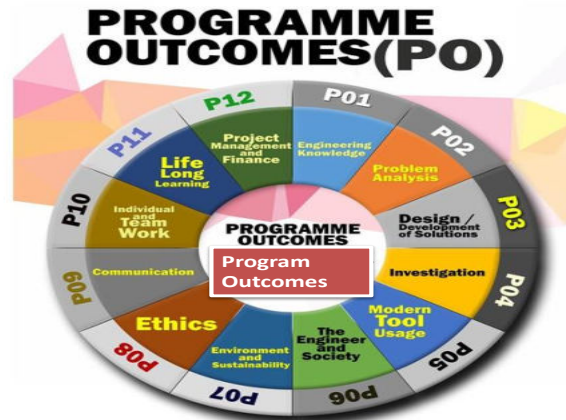 PROGRAMME
OUTCOMES(PO)
P01
Engineering
Knowledge
P02
Problem
Analysis
P03
Design /
Development
of Solutions
P04
Investigation
P05
Modern
Tool
Usage
P06
The
Engineer
and
Society
P07
Environment
and
Sustainability
P08
Ethics
P09
Communication
P10
Individual
and
Team
Work
P11
Life
Long
Learning
P12
Project
Management
and
Finance
PROGRAMME
OUTCOMES
Program
Outcomes